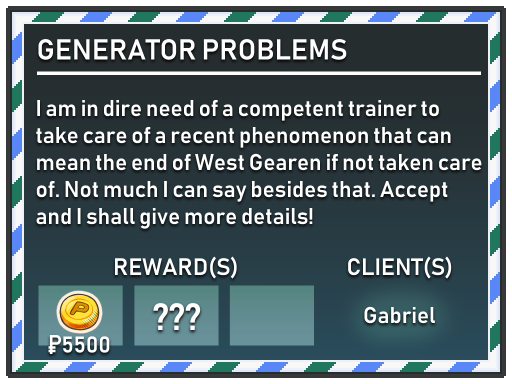 GENERATOR PROBLEMS
I am in dire need of a competent trainer to
take care of a recent phenomenon that can
mean the end of West Gearen if not taken care
of. Not much I can say besides that. Accept
and I shall give more details!
REWARD(S) CLIENT(S)
P
??? Gabriel
₽5500